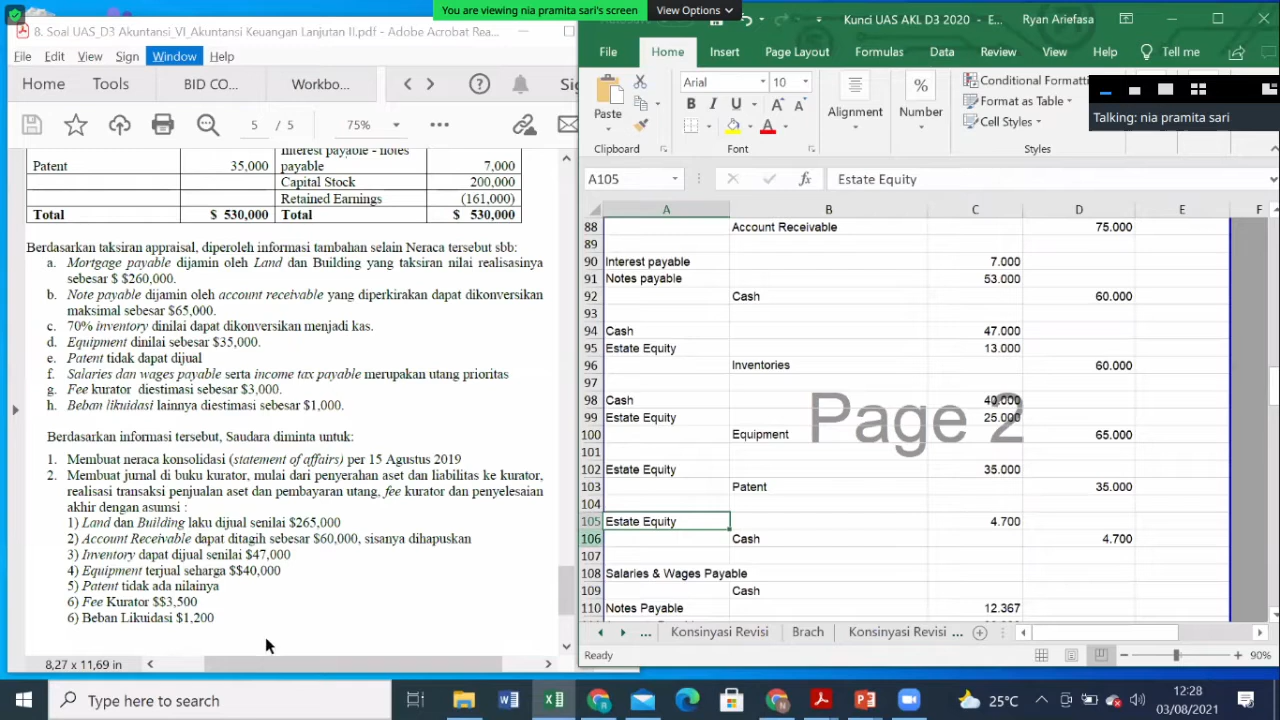 You are viewing nia pramita sari's screen
View Options
8. Soal UAS_D3 Akuntansi_VI_Akuntansi Keuangan Lanjutan II.pdf - Adobe Acrobat Rea...
File Edit View Sign Window Help
Home Tools BID CO... Workbo...
5 / 5 75%
Interest payable - notes
Patent 35,000 payable 7,000
Capital Stock 200,000
Retained Earnings (161,000)
Total $ 530,000 Total $ 530,000
Berdasarkan taksiran appraisal, diperoleh informasi tambahan selain Neraca tersebut sbb:
a. Mortgage payable dijamin oleh Land dan Building yang taksiran nilai realisasinya
sebesar $ $260,000.
b. Note payable dijamin oleh account receivable yang diperkirakan dapat dikonversikan
maksimal sebesar $65,000.
c. 70% inventory dinilai dapat dikonversikan menjadi kas.
d. Equipment dinilai sebesar $35,000.
e. Patent tidak dapat dijual
f. Salaries dan wages payable serta income tax payable merupakan utang prioritas
g. Fee kurator diestimasi sebesar $3,000.
h. Beban likuidasi lainnya diestimasi sebesar $1,000.
Berdasarkan informasi tersebut, Saudara diminta untuk:
1. Membuat neraca konsolidasi (statement of affairs) per 15 Agustus 2019
2. Membuat jurnal di buku kurator, mulai dari penyerahan aset dan liabilitas ke kurator,
realisasi transaksi penjualan aset dan pembayaran utang, fee kurator dan penyelesaian
akhir dengan asumsi :
1) Land dan Building laku dijual senilai $265,000
2) Account Receivable dapat ditagih sebesar $60,000, sisanya dihapuskan
3) Inventory dapat dijual senilai $47,000
4) Equipment terjual seharga $$40,000
5) Patent tidak ada nilainya
6) Fee Kurator $$3,500
6) Beban Likuidasi $1,200
8,27 x 11,69 in
Kunci UAS AKL D3 2020 - E... Ryan Ariefasa
File Home Insert Page Layout Formulas Data Review View Help Tell me
Arial 10
Paste
B I U
Clipboard Font
Alignment
Number
Conditional Formatti
Format as Table
Cell Styles
Styles
Talking: nia pramita sari
A105 fx Estate Equity
A B C D E F
88 Account Receivable 75.000
89
90 Interest payable 7.000
91 Notes payable 53.000
92 Cash 60.000
93
94 Cash 47.000
95 Estate Equity 13.000
96 Inventories 60.000
97
98 Cash 40.000
99 Estate Equity 25.000
100 Equipment 65.000
101
102 Estate Equity 35.000
103 Patent 35.000
104
105 Estate Equity 4.700
106 Cash 4.700
107
108 Salaries & Wages Payable
109 Cash
110 Notes Payable 12.367
Page 2
... Konsinyasi Revisi Brach Konsinyasi Revisi ...
Ready 90%
Type here to search
25°C
12:28
03/08/2021